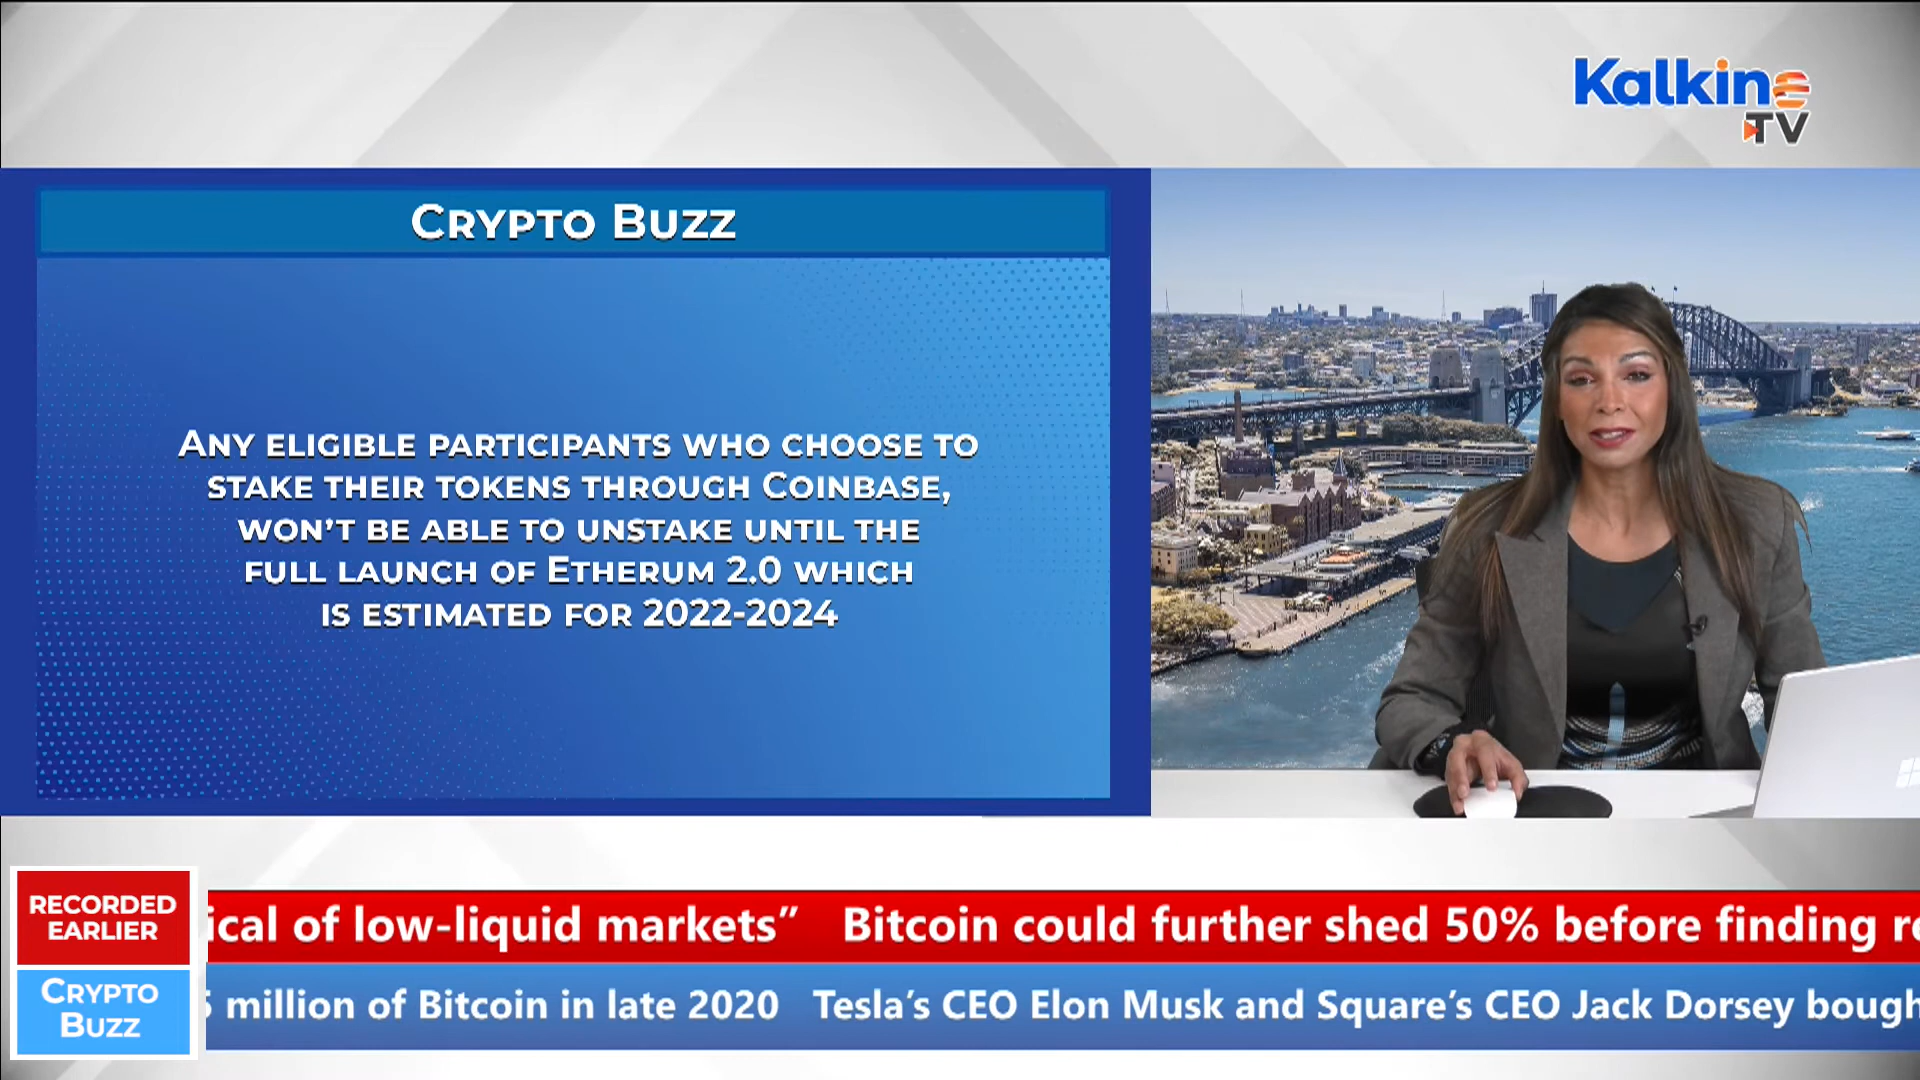 Kalkine
TV
Crypto Buzz
Any eligible participants who choose to
stake their tokens through Coinbase,
won't be able to unstake until the
full launch of Etherum 2.0 which
is estimated for 2022-2024
RECORDED
EARLIER
ical of low-liquid markets” Bitcoin could further shed 50% before finding
Crypto
Buzz
million of Bitcoin in late 2020 Tesla’s CEO Elon Musk and Square’s CEO Jack Dorsey bough